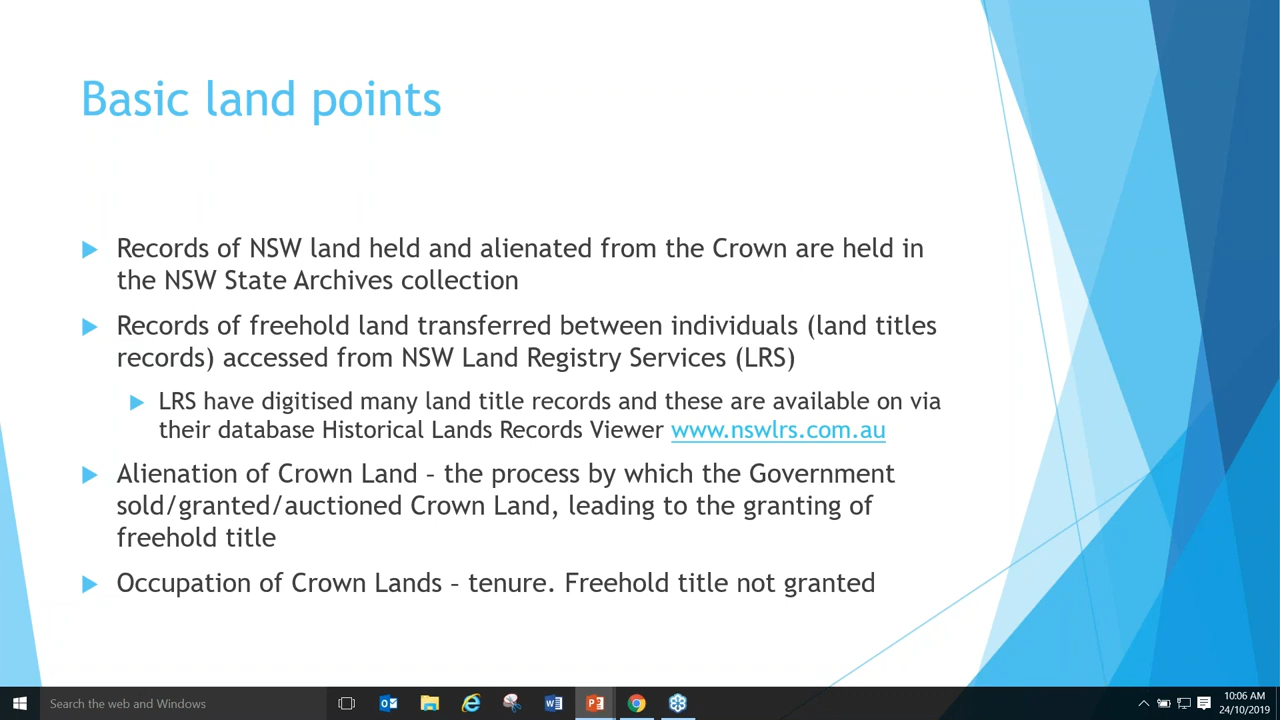 Basic land points
Records of NSW land held and alienated from the Crown are held in
the NSW State Archives collection
Records of freehold land transferred between individuals (land titles
records) accessed from NSW Land Registry Services (LRS)
LRS have digitised many land title records and these are available on via
their database Historical Lands Records Viewer www.nswlrs.com.au
Alienation of Crown Land – the process by which the Government
sold/granted/auctioned Crown Land, leading to the granting of
freehold title
Occupation of Crown Lands – tenure. Freehold title not granted
Search the web and Windows
10:06 AM
24/10/2019